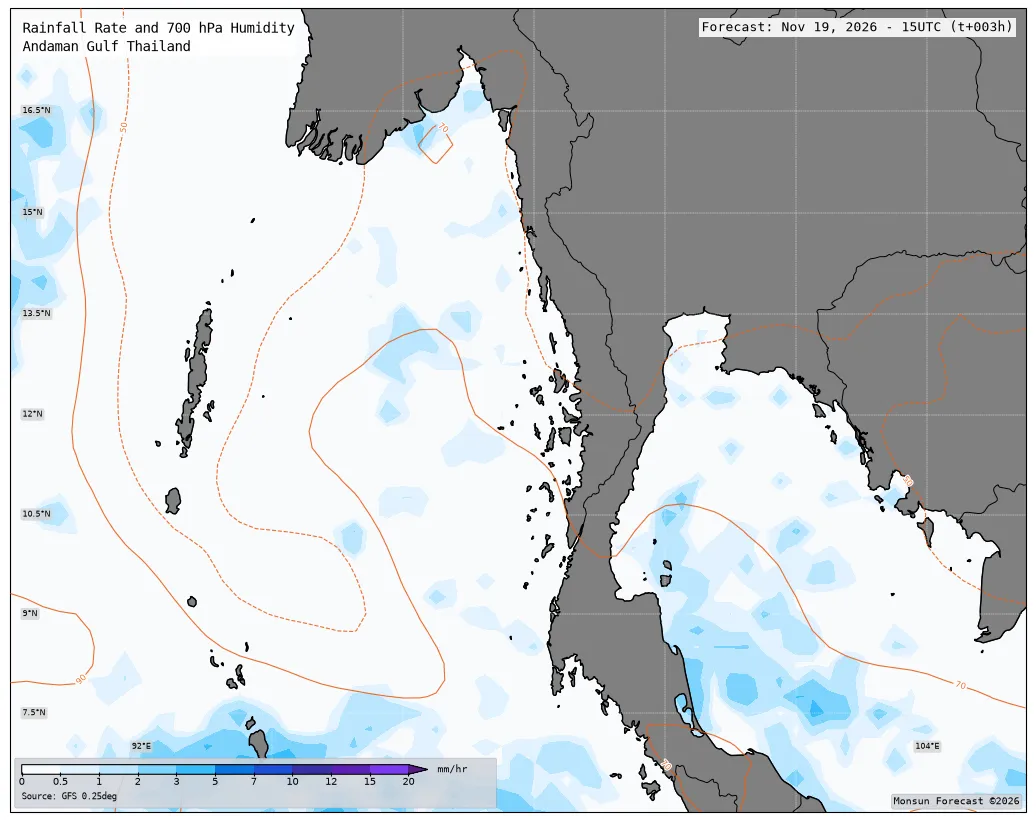 Rainfall Rate and 700 hPa Humidity
Andaman Gulf Thailand
Forecast: Nov 19, 2026 - 15UTC (t+003h)
16.5°N
15°N
13.5°N
12°N
10.5°N
9°N
7.5°N
92°E
104°E
50
70
90
70
0 0.5 1 2 3 5 7 10 12 15 20 mm/hr
Source: GFS 0.25deg
Monsun Forecast ©2026